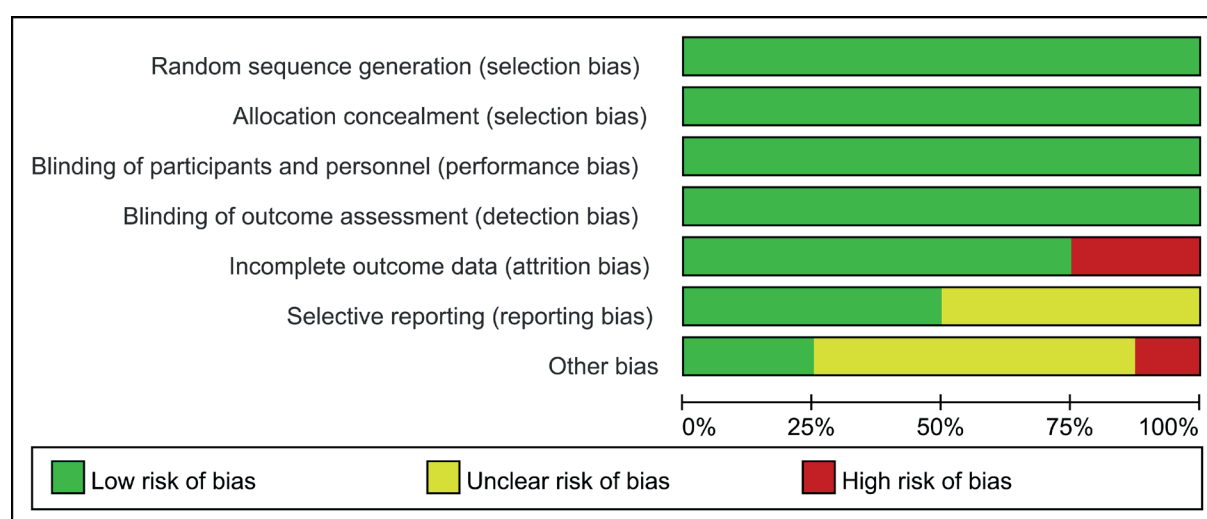 Random sequence generation (selection bias)
Allocation concealment (selection bias)
Blinding of participants and personnel (performance bias)
Blinding of outcome assessment (detection bias)
Incomplete outcome data (attrition bias)
Selective reporting (reporting bias)
Other bias
0% 25% 50% 75% 100%
Low risk of bias Unclear risk of bias High risk of bias